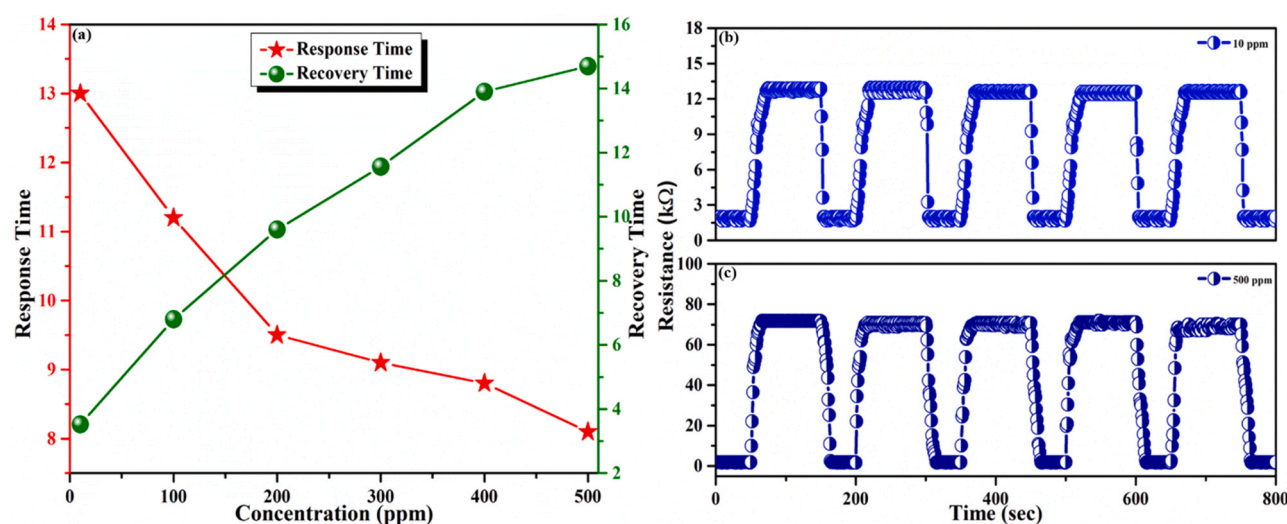 (a)
Response Time
Recovery Time
14
13
12
11
10
9
8
Response Time
16
14
12
10
8
6
4
2
Recovery Time
0 100 200 300 400 500
Concentration (ppm)
(b)
10 ppm
18
15
12
9
6
3
0
Resistance (kΩ)
(c)
500 ppm
100
80
60
40
20
0
0 200 400 600 800
Time (sec)